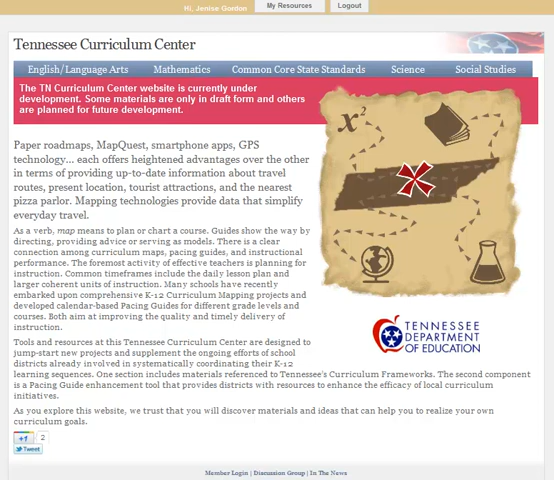 Hi, Jenise Gordon
My Resources
Logout
Tennessee Curriculum Center
English/Language Arts
Mathematics
Common Core State Standards
Science
Social Studies
The TN Curriculum Center website is currently under
development. Some materials are only in draft form and others
are planned for future development.
x²
Paper roadmaps, MapQuest, smartphone apps, GPS
technology... each offers heightened advantages over the other
in terms of providing up-to-date information about travel
routes, present location, tourist attractions, and the nearest
pizza parlor. Mapping technologies provide data that simplify
everyday travel.
As a verb, map means to plan or chart a course. Guides show the way by
directing, providing advice or serving as models. There is a clear
connection among curriculum maps, pacing guides, and instructional
performance. The foremost activity of effective teachers is planning for
instruction. Common timeframes include the daily lesson plan and
larger coherent units of instruction. Many schools have recently
embarked upon comprehensive K-12 Curriculum Mapping projects and
developed calendar-based Pacing Guides for different grade levels and
courses. Both aim at improving the quality and timely delivery of
instruction.
TENNESSEE
DEPARTMENT
OF EDUCATION
Tools and resources at this Tennessee Curriculum Center are designed to
jump-start new projects and supplement the ongoing efforts of school
districts already involved in systematically coordinating their K-12
learning sequences. One section includes materials referenced to Tennessee's Curriculum Frameworks. The second component
is a Pacing Guide enhancement tool that provides districts with resources to enhance the efficacy of local curriculum
initiatives.
As you explore this website, we trust that you will discover materials and ideas that can help you to realize your own
curriculum goals.
+1
2
Tweet
Member Login | Discussion Group | In The News